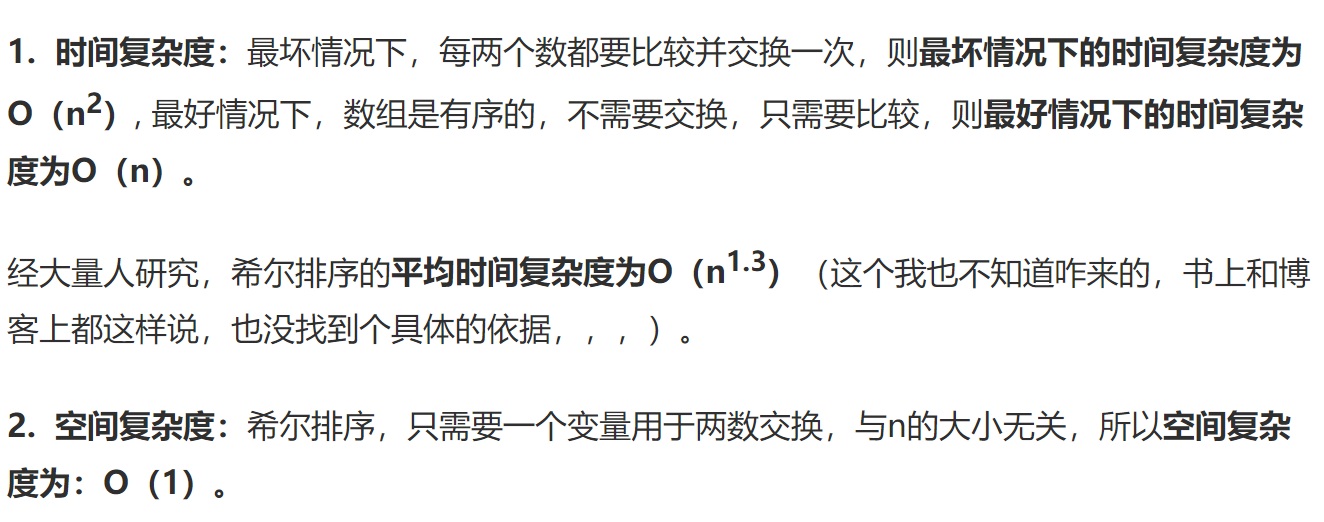 1. 时间复杂度：最坏情况下，每两个数都要比较并交换一次，则最坏情况下的时间复杂度为
O（n²）, 最好情况下，数组是有序的，不需要交换，只需要比较，则最好情况下的时间复杂
度为O（n）。
经大量人研究，希尔排序的平均时间复杂度为O（n^1.3）（这个我也不知道咋来的，书上和博
客上都这样说，也没找到个具体的依据，，，）。
2. 空间复杂度：希尔排序，只需要一个变量用于两数交换，与n的大小无关，所以空间复杂
度为：O（1）。